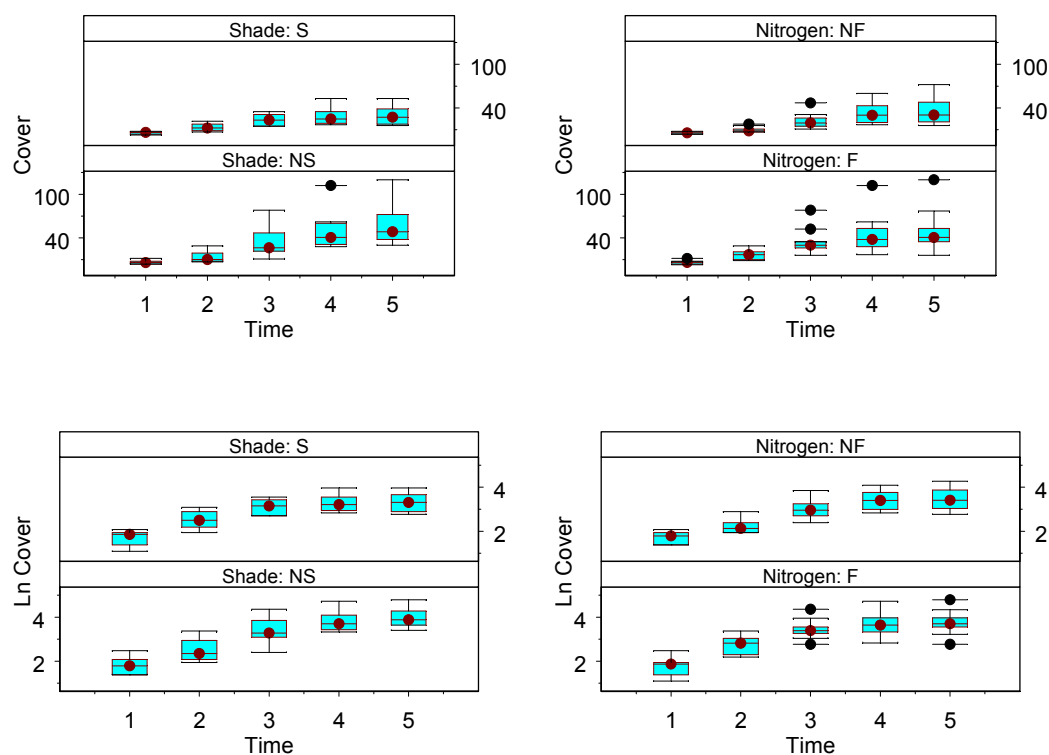 Shade: S
100
40
Shade: NS
100
40
Cover
1 2 3 4 5
Time
Nitrogen: NF
100
40
Nitrogen: F
100
40
Cover
1 2 3 4 5
Time
Shade: S
4
2
Shade: NS
4
2
Ln Cover
1 2 3 4 5
Time
Nitrogen: NF
4
2
Nitrogen: F
4
2
Ln Cover
1 2 3 4 5
Time